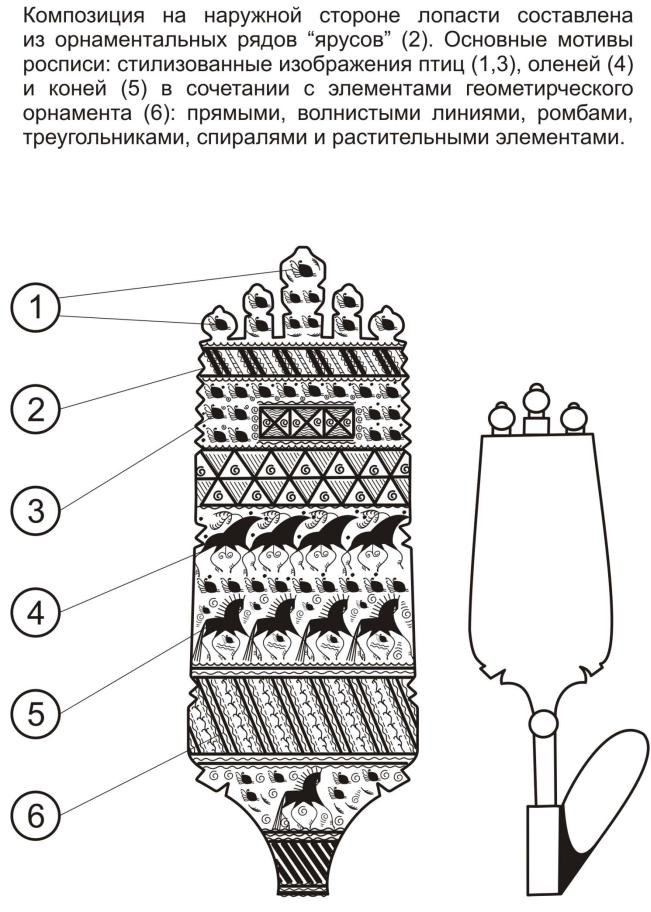 Композиция на наружной стороне лопасти составлена
из орнаментальных рядов “ярусов” (2). Основные мотивы
росписи: стилизованные изображения птиц (1,3), оленей (4)
и коней (5) в сочетании с элементами геометирческого
орнамента (6): прямыми, волнистыми линиями, ромбами,
треугольниками, спиралями и растительными элементами.
1
2
3
4
5
6